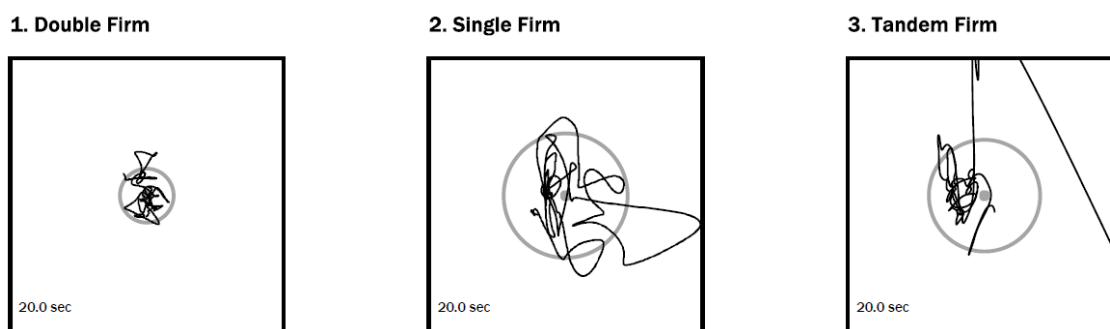 1. Double Firm
2. Single Firm
3. Tandem Firm
20.0 sec
20.0 sec
20.0 sec